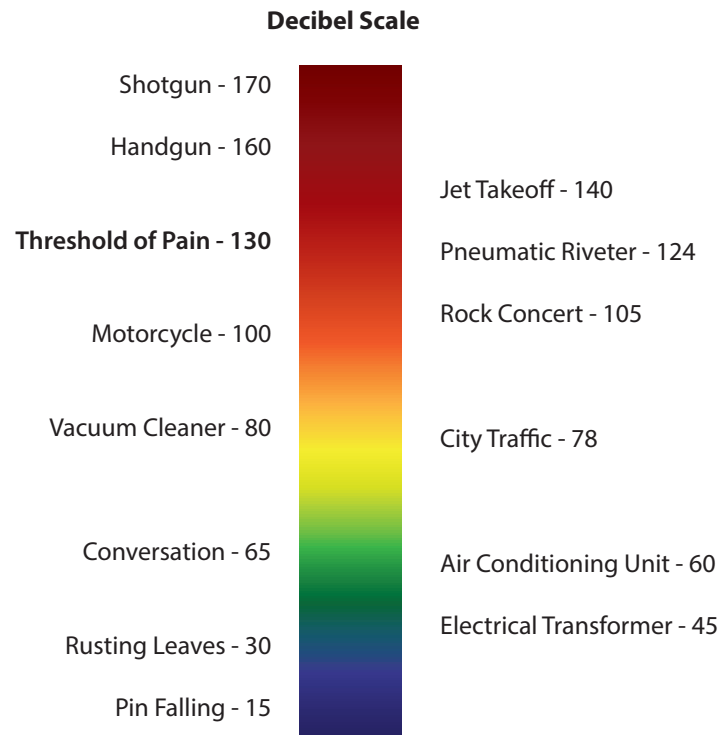 Decibel Scale
Shotgun - 170
Handgun - 160
Jet Takeoff - 140
Threshold of Pain - 130
Pneumatic Riveter - 124
Rock Concert - 105
Motorcycle - 100
Vacuum Cleaner - 80
City Traffic - 78
Conversation - 65
Air Conditioning Unit - 60
Electrical Transformer - 45
Rusting Leaves - 30
Pin Falling - 15